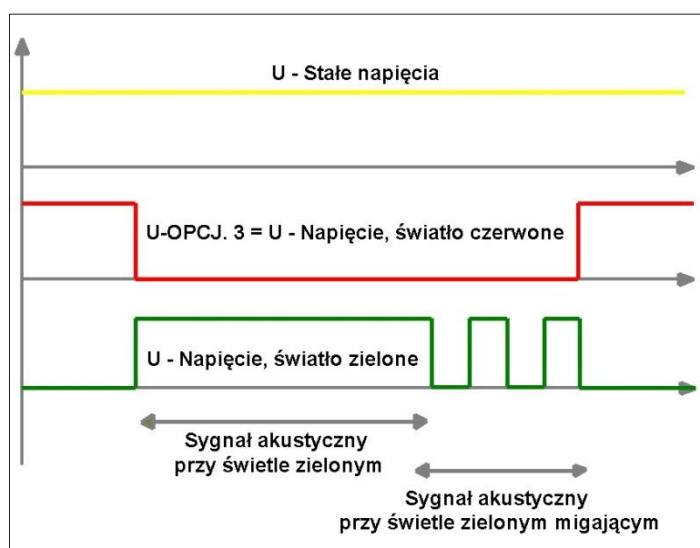 U - Stałe napięcia
U-OPCJ. 3 = U - Napięcie, światło czerwone
U - Napięcie, światło zielone
Sygnał akustyczny
przy świetle zielonym
Sygnał akustyczny
przy świetle zielonym migającym